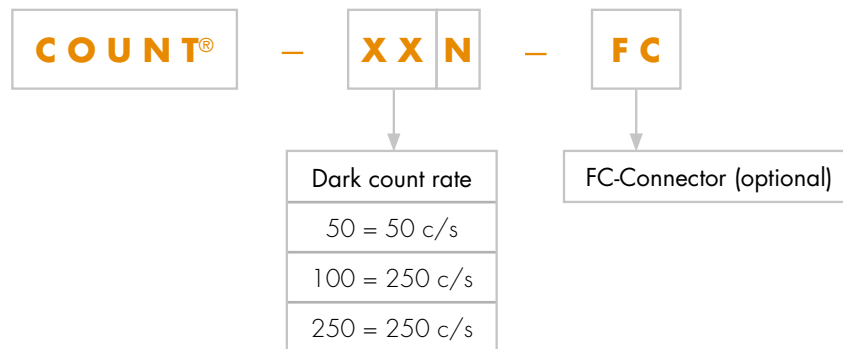 COUNT® – XXN – FC
Dark count rate FC-Connector (optional)
50 = 50 c/s
100 = 250 c/s
250 = 250 c/s